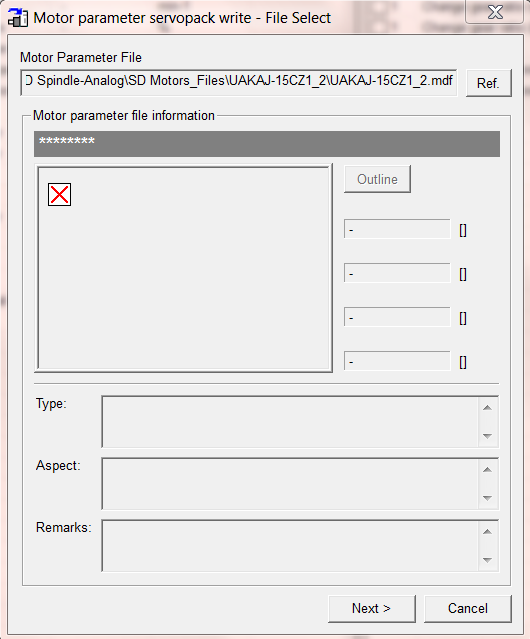 Motor parameter servopack write - File Select
Motor Parameter File
Spindle-Analog\SD Motors_Files\UAKAJ-15CZ1_2\UAKAJ-15CZ1_2.mdf
Ref.
Motor parameter file information
********
Outline
- []
- []
- []
- []
Type:
Aspect:
Remarks:
Next >
Cancel